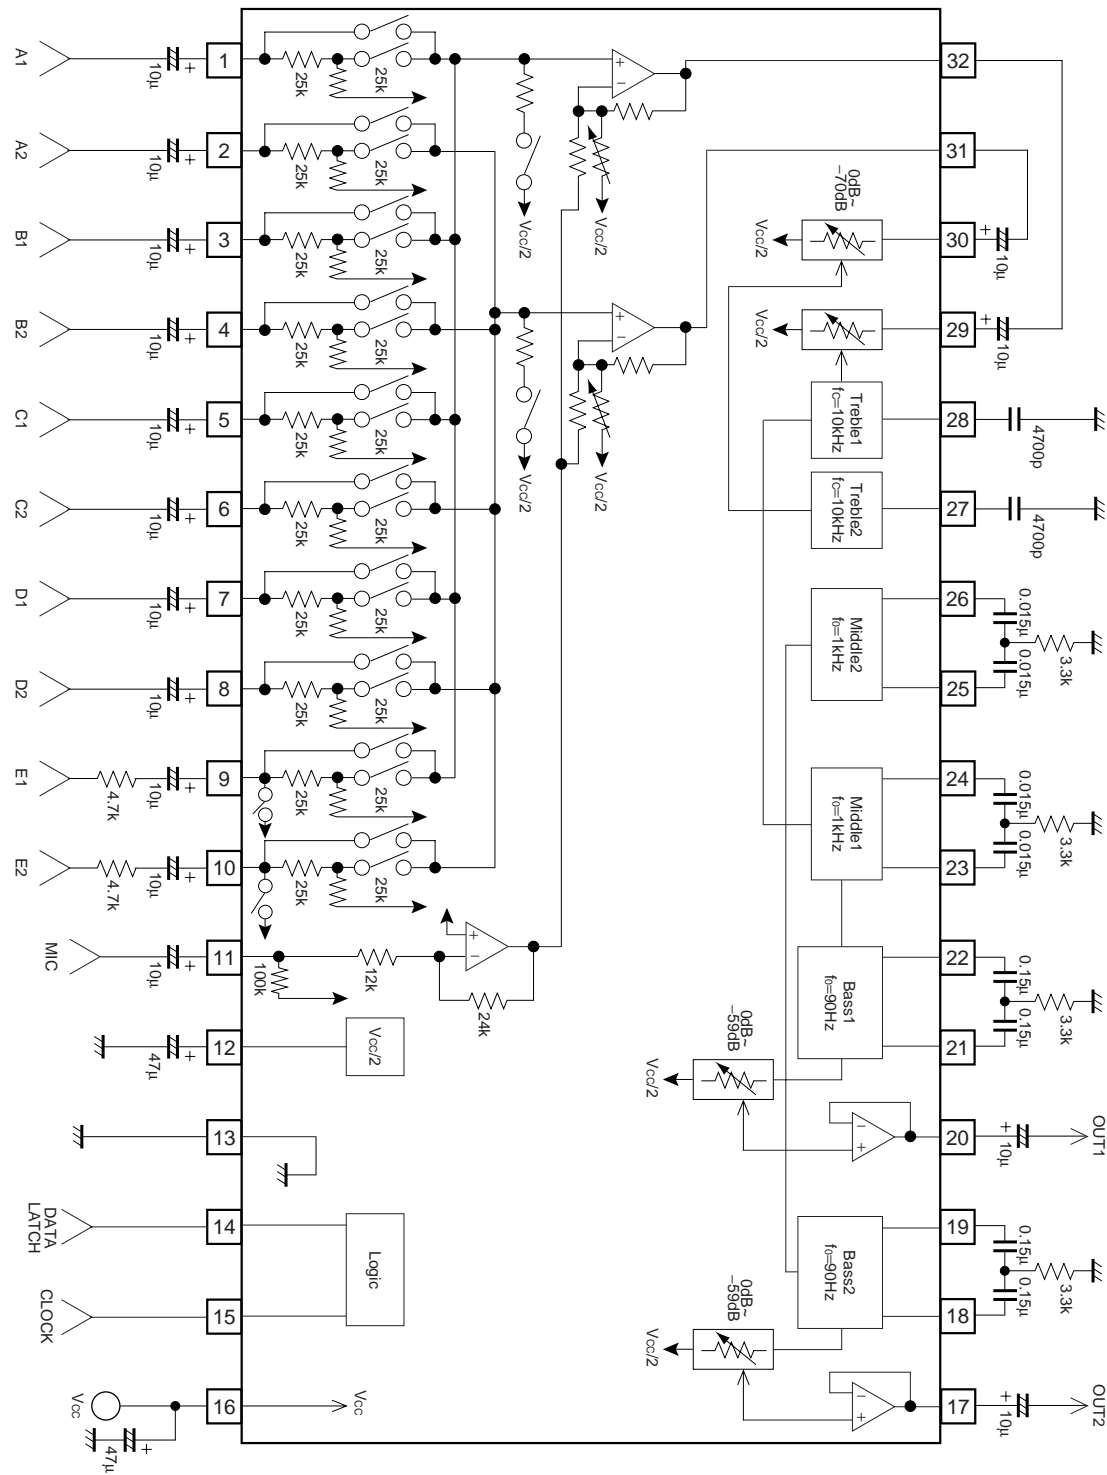 A1
10µ
+
1
25k
25k
A2
10µ
+
2
25k
25k
B1
10µ
+
3
25k
25k
B2
10µ
+
4
25k
25k
C1
10µ
+
5
25k
25k
C2
10µ
+
6
25k
25k
D1
10µ
+
7
25k
25k
D2
10µ
+
8
25k
25k
E1
4.7k
10µ
+
9
25k
25k
E2
4.7k
10µ
+
10
25k
25k
MIC
10µ
+
11
100k
12k
24k
+
−
47µ
+
12
Vcc/2
13
DATA
LATCH
14
CLOCK
15
Logic
Vcc
47µ
+
16
Vcc
+
−
Vcc/2
Vcc/2
+
−
Vcc/2
Vcc/2
32
31
0dB~
−70dB
Vcc/2
30
+
10µ
Vcc/2
29
+
10µ
Treble1
fc=10kHz
28
4700p
Treble2
fc=10kHz
27
4700p
Middle2
f0=1kHz
26
25
0.015µ
0.015µ
3.3k
Middle1
f0=1kHz
24
23
0.015µ
0.015µ
3.3k
Bass1
f0=90Hz
22
21
0.15µ
0.15µ
3.3k
0dB~
−59dB
Vcc/2
−
+
20
+
10µ
OUT1
Bass2
f0=90Hz
19
18
0.15µ
0.15µ
3.3k
0dB~
−59dB
Vcc/2
−
+
17
+
10µ
OUT2